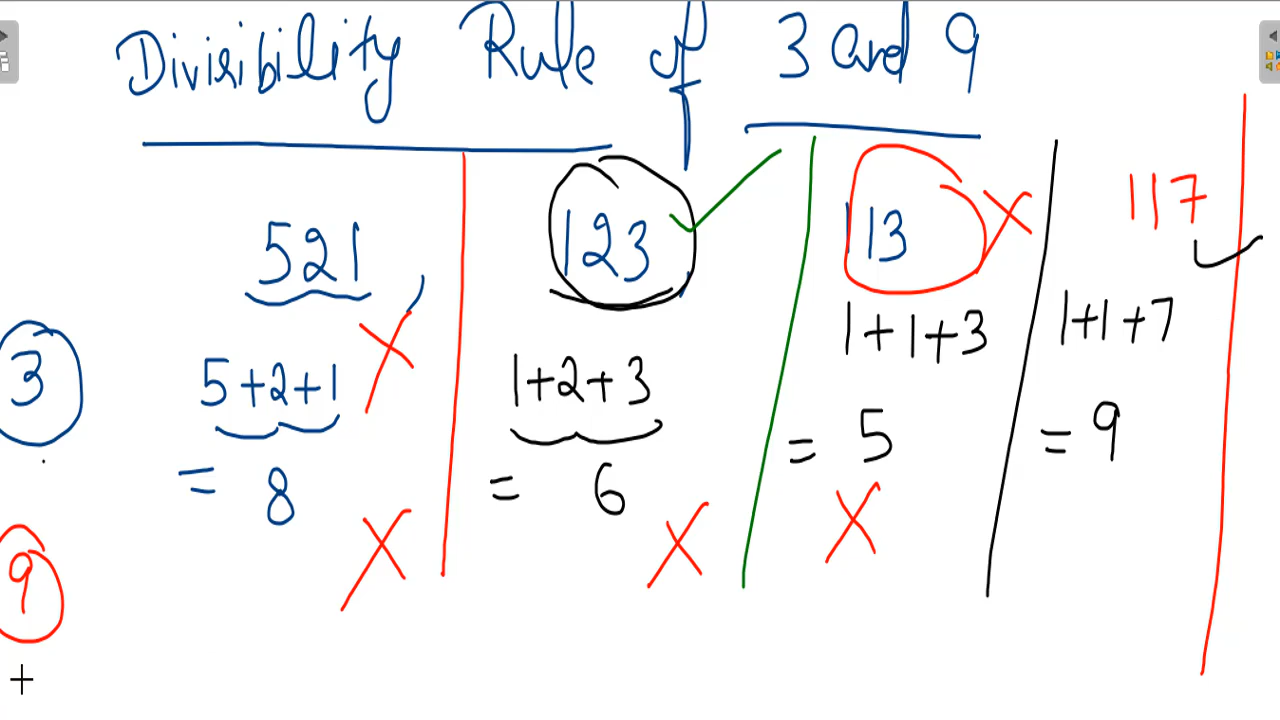 Divisibility Rule of 3 and 9
521 123 113 117
1+1+3 1+1+7
3 5+2+1 1+2+3
= 8 = 6 = 5 = 9
9